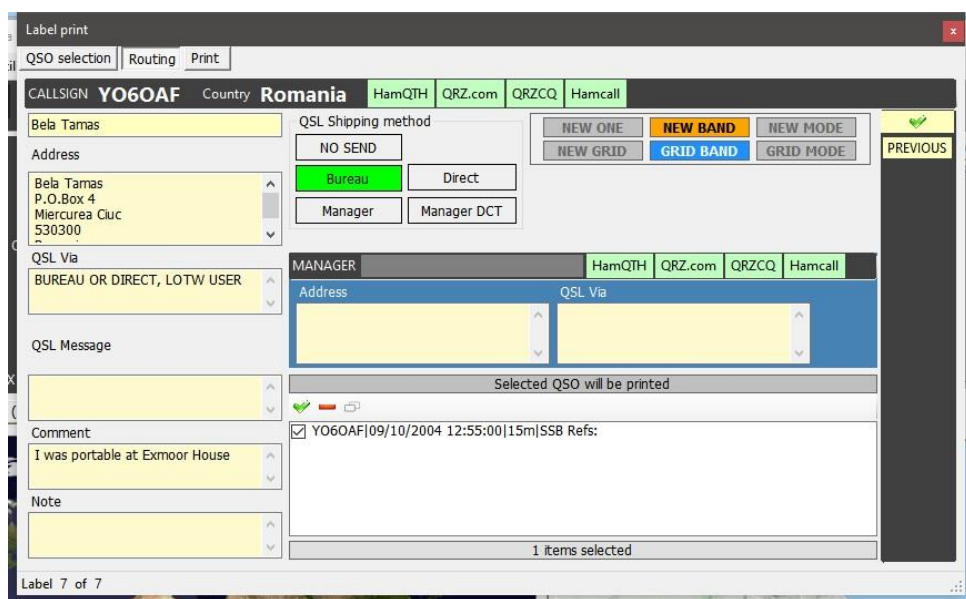 Label print
QSO selection Routing Print
CALLSIGN YO6OAF Country Romania HamQTH QRZ.com QRZCQ Hamcall
Bela Tamas
Address
Bela Tamas
P.O.Box 4
Miercurea Ciuc
530300
QSL Via
BUREAU OR DIRECT, LOTW USER
QSL Message
Comment
I was portable at Exmoor House
Note
QSL Shipping method
NO SEND
Bureau Direct
Manager Manager DCT
NEW ONE NEW BAND NEW MODE
NEW GRID GRID BAND GRID MODE
PREVIOUS
MANAGER HamQTH QRZ.com QRZCQ Hamcall
Address QSL Via
Selected QSO will be printed
YO6OAF|09/10/2004 12:55:00|15m|SSB Refs:
1 items selected
Label 7 of 7